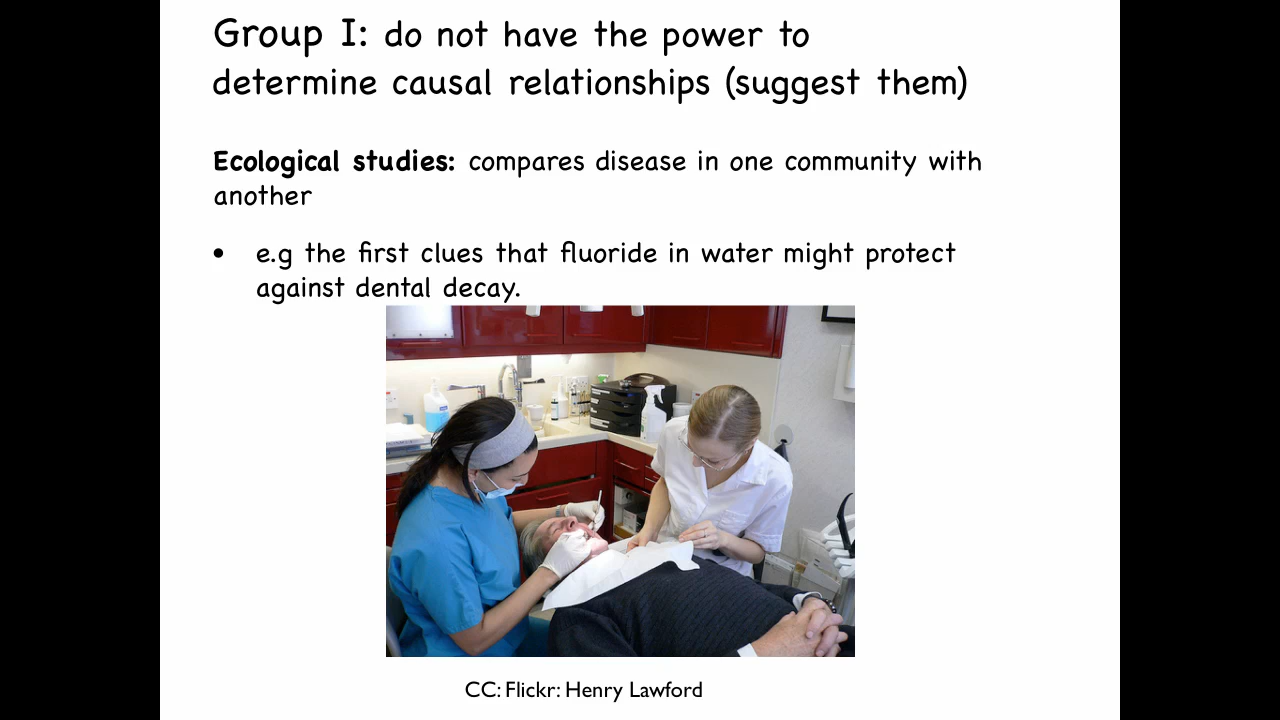 Group I: do not have the power to
determine causal relationships (suggest them)
Ecological studies: compares disease in one community with
another
• e.g the first clues that fluoride in water might protect
against dental decay.
CC: Flickr: Henry Lawford